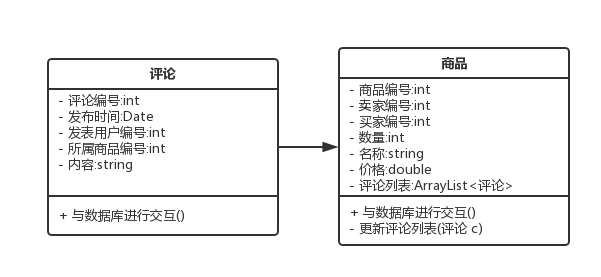 评论
- 评论编号:int
- 发布时间:Date
- 发表用户编号:int
- 所属商品编号:int
- 内容:string
+ 与数据库进行交互()
商品
- 商品编号:int
- 卖家编号:int
- 买家编号:int
- 数量:int
- 名称:string
- 价格:double
- 评论列表:ArrayList<评论>
+ 与数据库进行交互()
- 更新评论列表(评论 c)